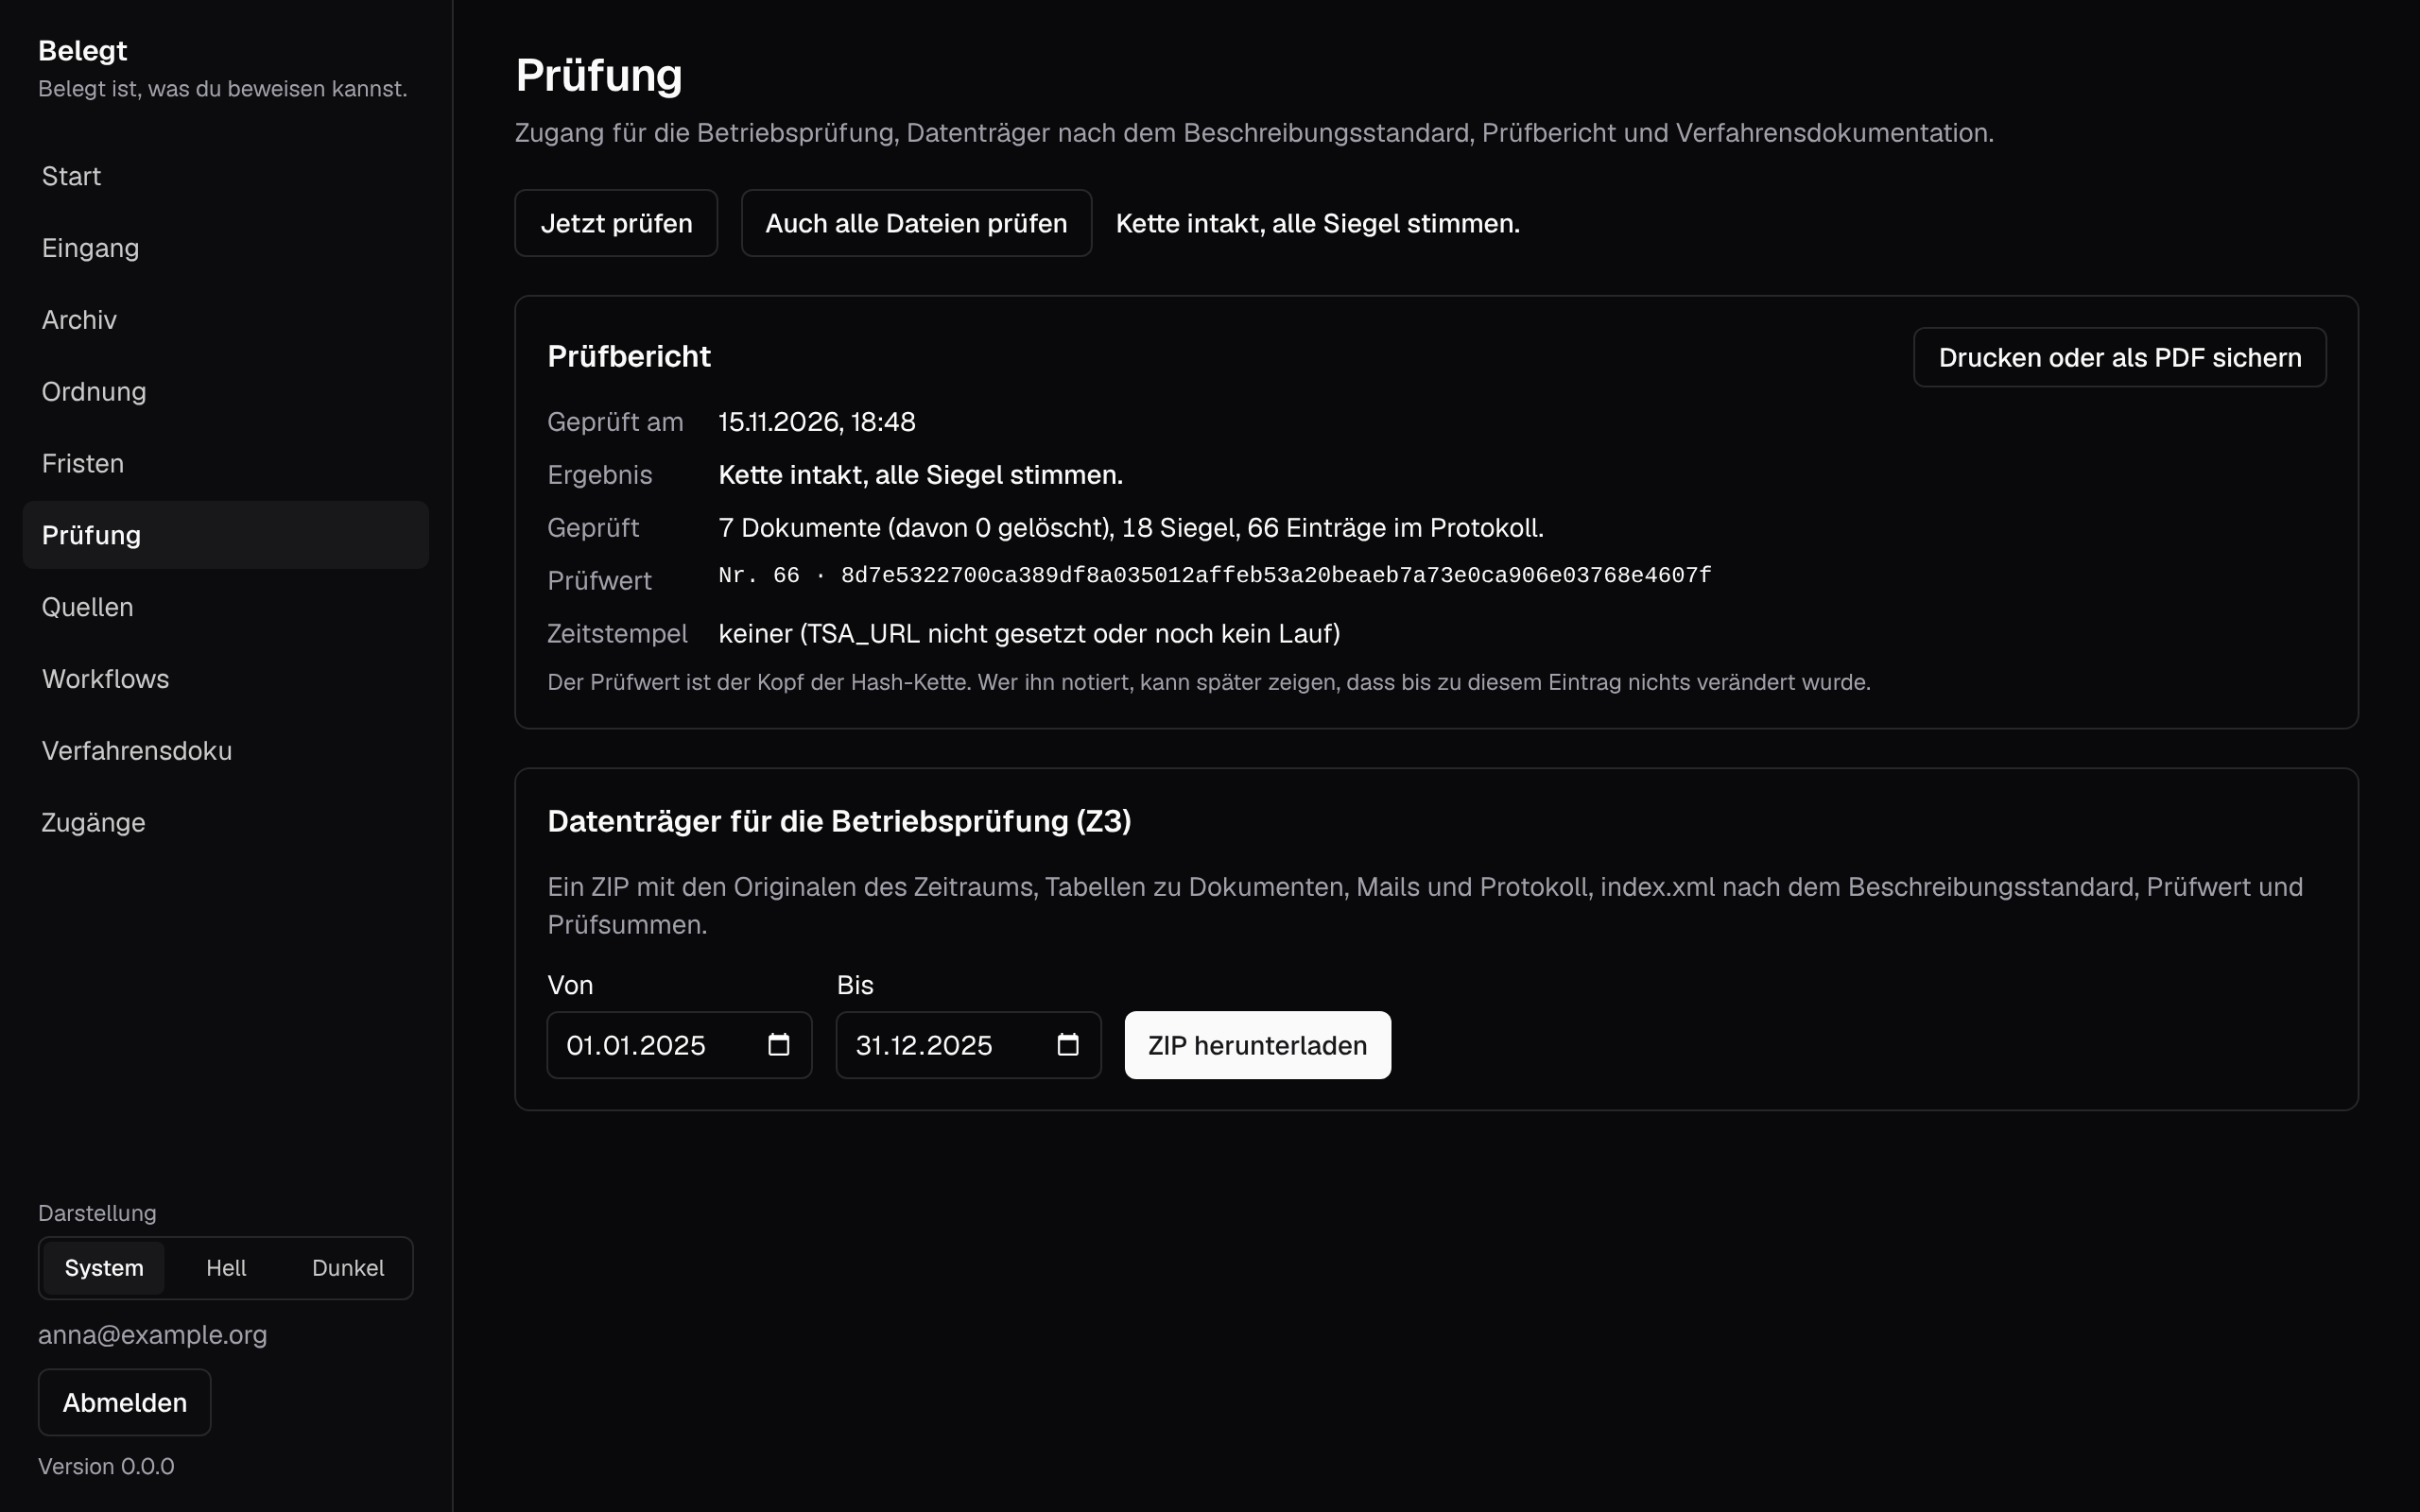 Belegt
Belegt ist, was du beweisen kannst.
Start
Eingang
Archiv
Ordnung
Fristen
Prüfung
Quellen
Workflows
Verfahrensdoku
Zugänge
Darstellung
System Hell Dunkel
anna@example.org
Abmelden
Version 0.0.0
Prüfung
Zugang für die Betriebsprüfung, Datenträger nach dem Beschreibungsstandard, Prüfbericht und Verfahrensdokumentation.
Jetzt prüfen Auch alle Dateien prüfen Kette intakt, alle Siegel stimmen.
Prüfbericht Drucken oder als PDF sichern
Geprüft am 15.11.2026, 18:48
Ergebnis Kette intakt, alle Siegel stimmen.
Geprüft 7 Dokumente (davon 0 gelöscht), 18 Siegel, 66 Einträge im Protokoll.
Prüfwert Nr. 66 · 8d7e5322700ca389df8a035012affeb53a20beaeb7a73e0ca906e03768e4607f
Zeitstempel keiner (TSA_URL nicht gesetzt oder noch kein Lauf)
Der Prüfwert ist der Kopf der Hash-Kette. Wer ihn notiert, kann später zeigen, dass bis zu diesem Eintrag nichts verändert wurde.
Datenträger für die Betriebsprüfung (Z3)
Ein ZIP mit den Originalen des Zeitraums, Tabellen zu Dokumenten, Mails und Protokoll, index.xml nach dem Beschreibungsstandard, Prüfwert und
Prüfsummen.
Von Bis
01.01.2025 31.12.2025 ZIP herunterladen